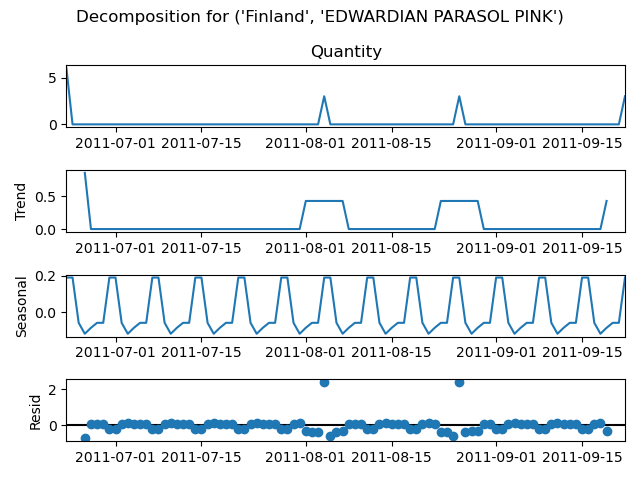 Decomposition for ('Finland', 'EDWARDIAN PARASOL PINK')
Quantity
5
0
2011-07-01 2011-07-15 2011-08-01 2011-08-15 2011-09-01 2011-09-15
Trend
0.5
0.0
2011-07-01 2011-07-15 2011-08-01 2011-08-15 2011-09-01 2011-09-15
Seasonal
0.2
0.0
2011-07-01 2011-07-15 2011-08-01 2011-08-15 2011-09-01 2011-09-15
Resid
2
0
2011-07-01 2011-07-15 2011-08-01 2011-08-15 2011-09-01 2011-09-15